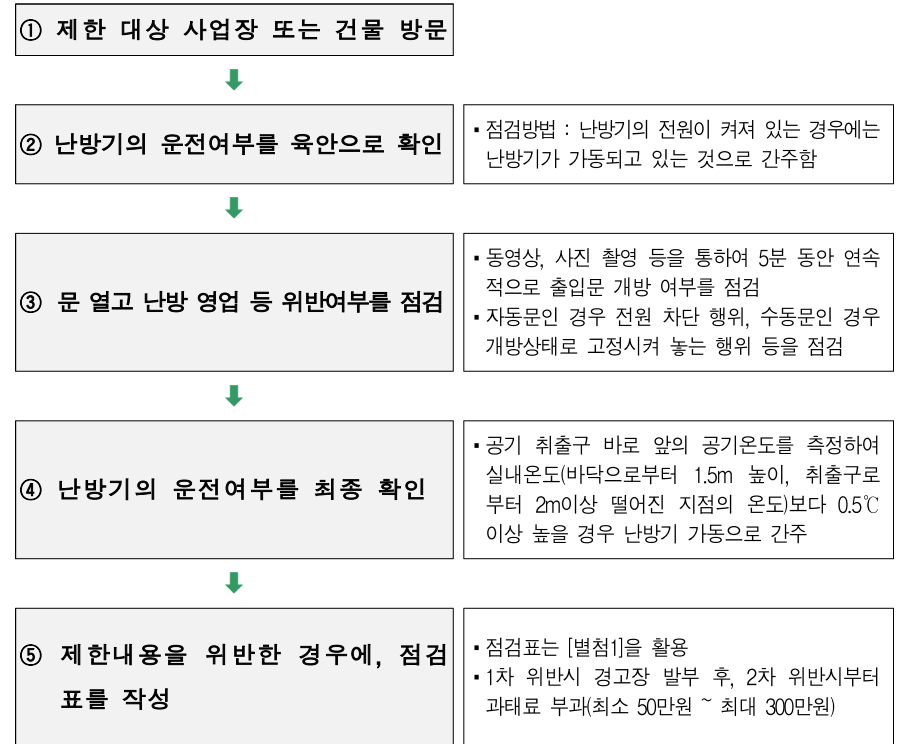 ① 제한 대상 사업장 또는 건물 방문
② 난방기의 운전여부를 육안으로 확인
▪ 점검방법 : 난방기의 전원이 켜져 있는 경우에는
난방기가 가동되고 있는 것으로 간주함
③ 문 열고 난방 영업 등 위반여부를 점검
▪ 동영상, 사진 촬영 등을 통하여 5분 동안 연속
적으로 출입문 개방 여부를 점검
▪ 자동문인 경우 전원 차단 행위, 수동문인 경우
개방상태로 고정시켜 놓는 행위 등을 점검
④ 난방기의 운전여부를 최종 확인
▪ 공기 취출구 바로 앞의 공기온도를 측정하여
실내온도(바닥으로부터 1.5m 높이, 취출구로
부터 2m이상 떨어진 지점의 온도)보다 0.5℃
이상 높을 경우 난방기 가동으로 간주
⑤ 제한내용을 위반한 경우에, 점검
표를 작성
▪ 점검표는 [별첨1]을 활용
▪ 1차 위반시 경고장 발부 후, 2차 위반시부터
과태료 부과(최소 50만원 ~ 최대 300만원)